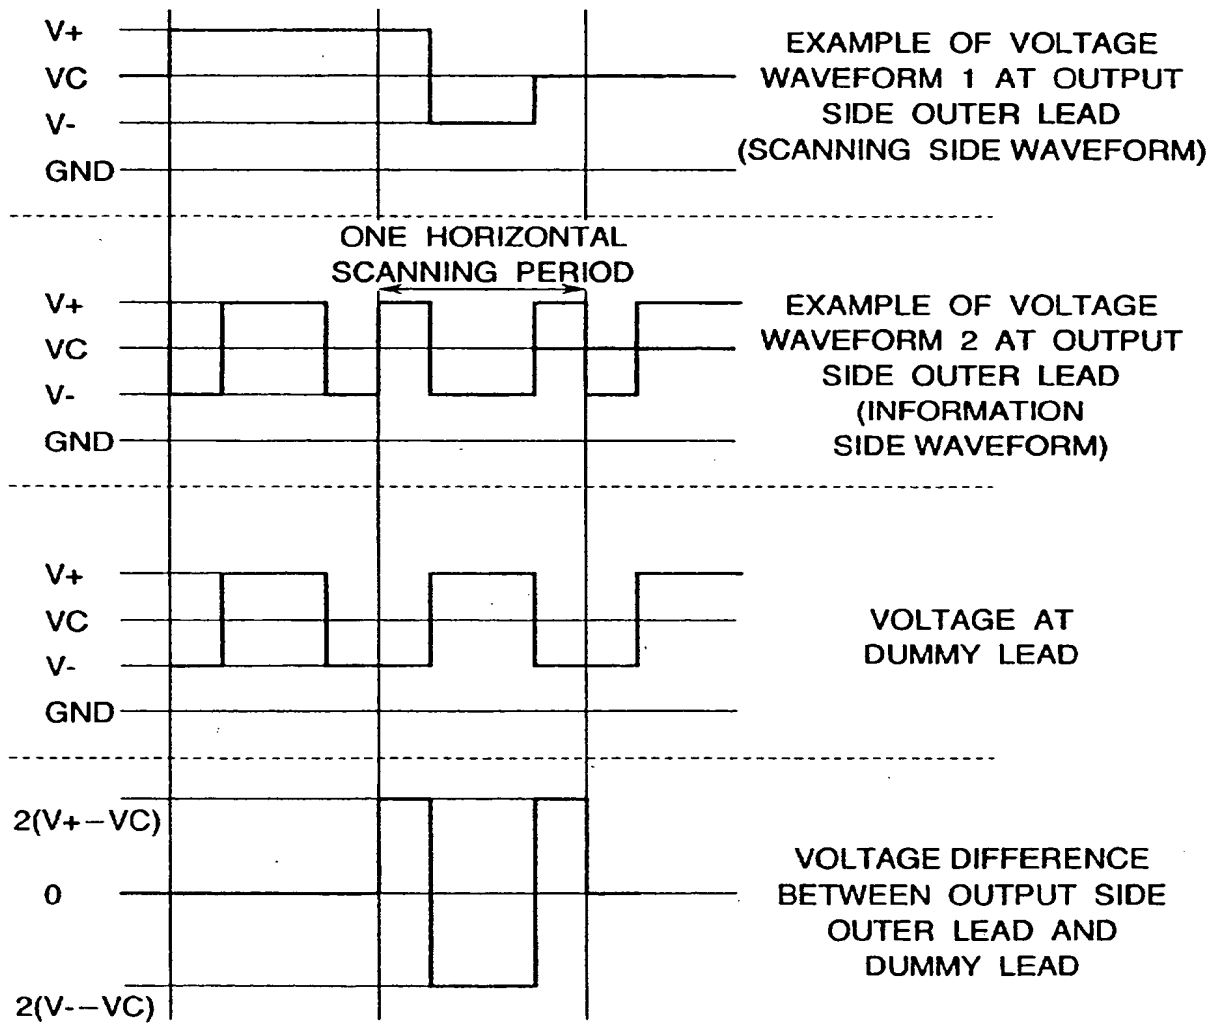 V+
VC
V-
GND
EXAMPLE OF VOLTAGE
WAVEFORM 1 AT OUTPUT
SIDE OUTER LEAD
(SCANNING SIDE WAVEFORM)
ONE HORIZONTAL
SCANNING PERIOD
V+
VC
V-
GND
EXAMPLE OF VOLTAGE
WAVEFORM 2 AT OUTPUT
SIDE OUTER LEAD
(INFORMATION
SIDE WAVEFORM)
V+
VC
V-
GND
VOLTAGE AT
DUMMY LEAD
2(V+−VC)
0
2(V-−VC)
VOLTAGE DIFFERENCE
BETWEEN OUTPUT SIDE
OUTER LEAD AND
DUMMY LEAD